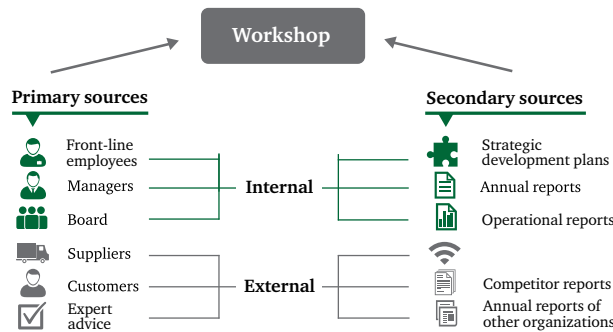 Workshop
Primary sources
Secondary sources
Front-line
employees
Managers
Board
Suppliers
Customers
Expert
advice
Internal
External
Strategic
development plans
Annual reports
Operational reports
Competitor reports
Annual reports of
other organizations